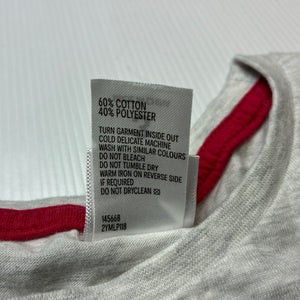 60% COTTON
40% POLYESTER
TURN GARMENT INSIDE OUT
COLD DELICATE MACHINE
WASH WITH SIMILAR COLOURS
DO NOT BLEACH
DO NOT TUMBLE DRY
WARM IRON ON REVERSE SIDE
IF REQUIRED
DO NOT DRYCLEAN
145668
2YMLP118